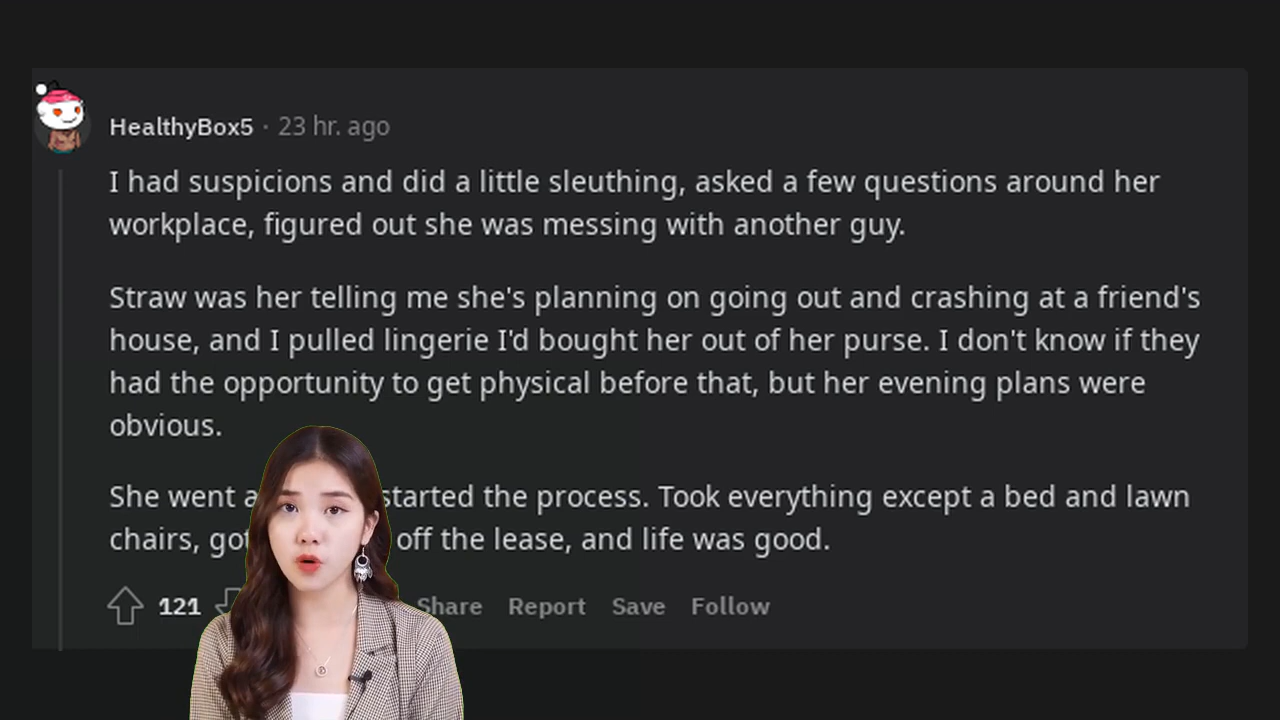 HealthyBox5 · 23 hr. ago
I had suspicions and did a little sleuthing, asked a few questions around her
workplace, figured out she was messing with another guy.
Straw was her telling me she's planning on going out and crashing at a friend's
house, and I pulled lingerie I'd bought her out of her purse. I don't know if they
had the opportunity to get physical before that, but her evening plans were
obvious.
She went started the process. Took everything except a bed and lawn
chairs, off the lease, and life was good.
121 Share Report Save Follow